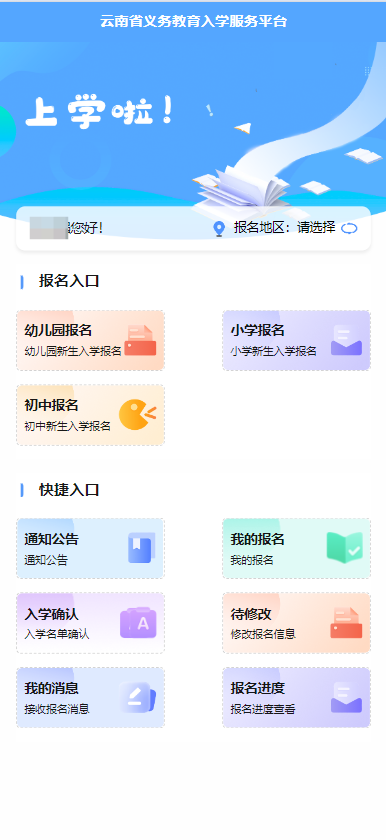 云南省义务教育入学服务平台
上学啦！
您好！
报名地区：请选择
报名入口
幼儿园报名
幼儿园新生入学报名
小学报名
小学新生入学报名
初中报名
初中新生入学报名
快捷入口
通知公告
通知公告
我的报名
我的报名
入学确认
入学名单确认
A
待修改
修改报名信息
我的消息
接收报名消息
报名进度
报名进度查看